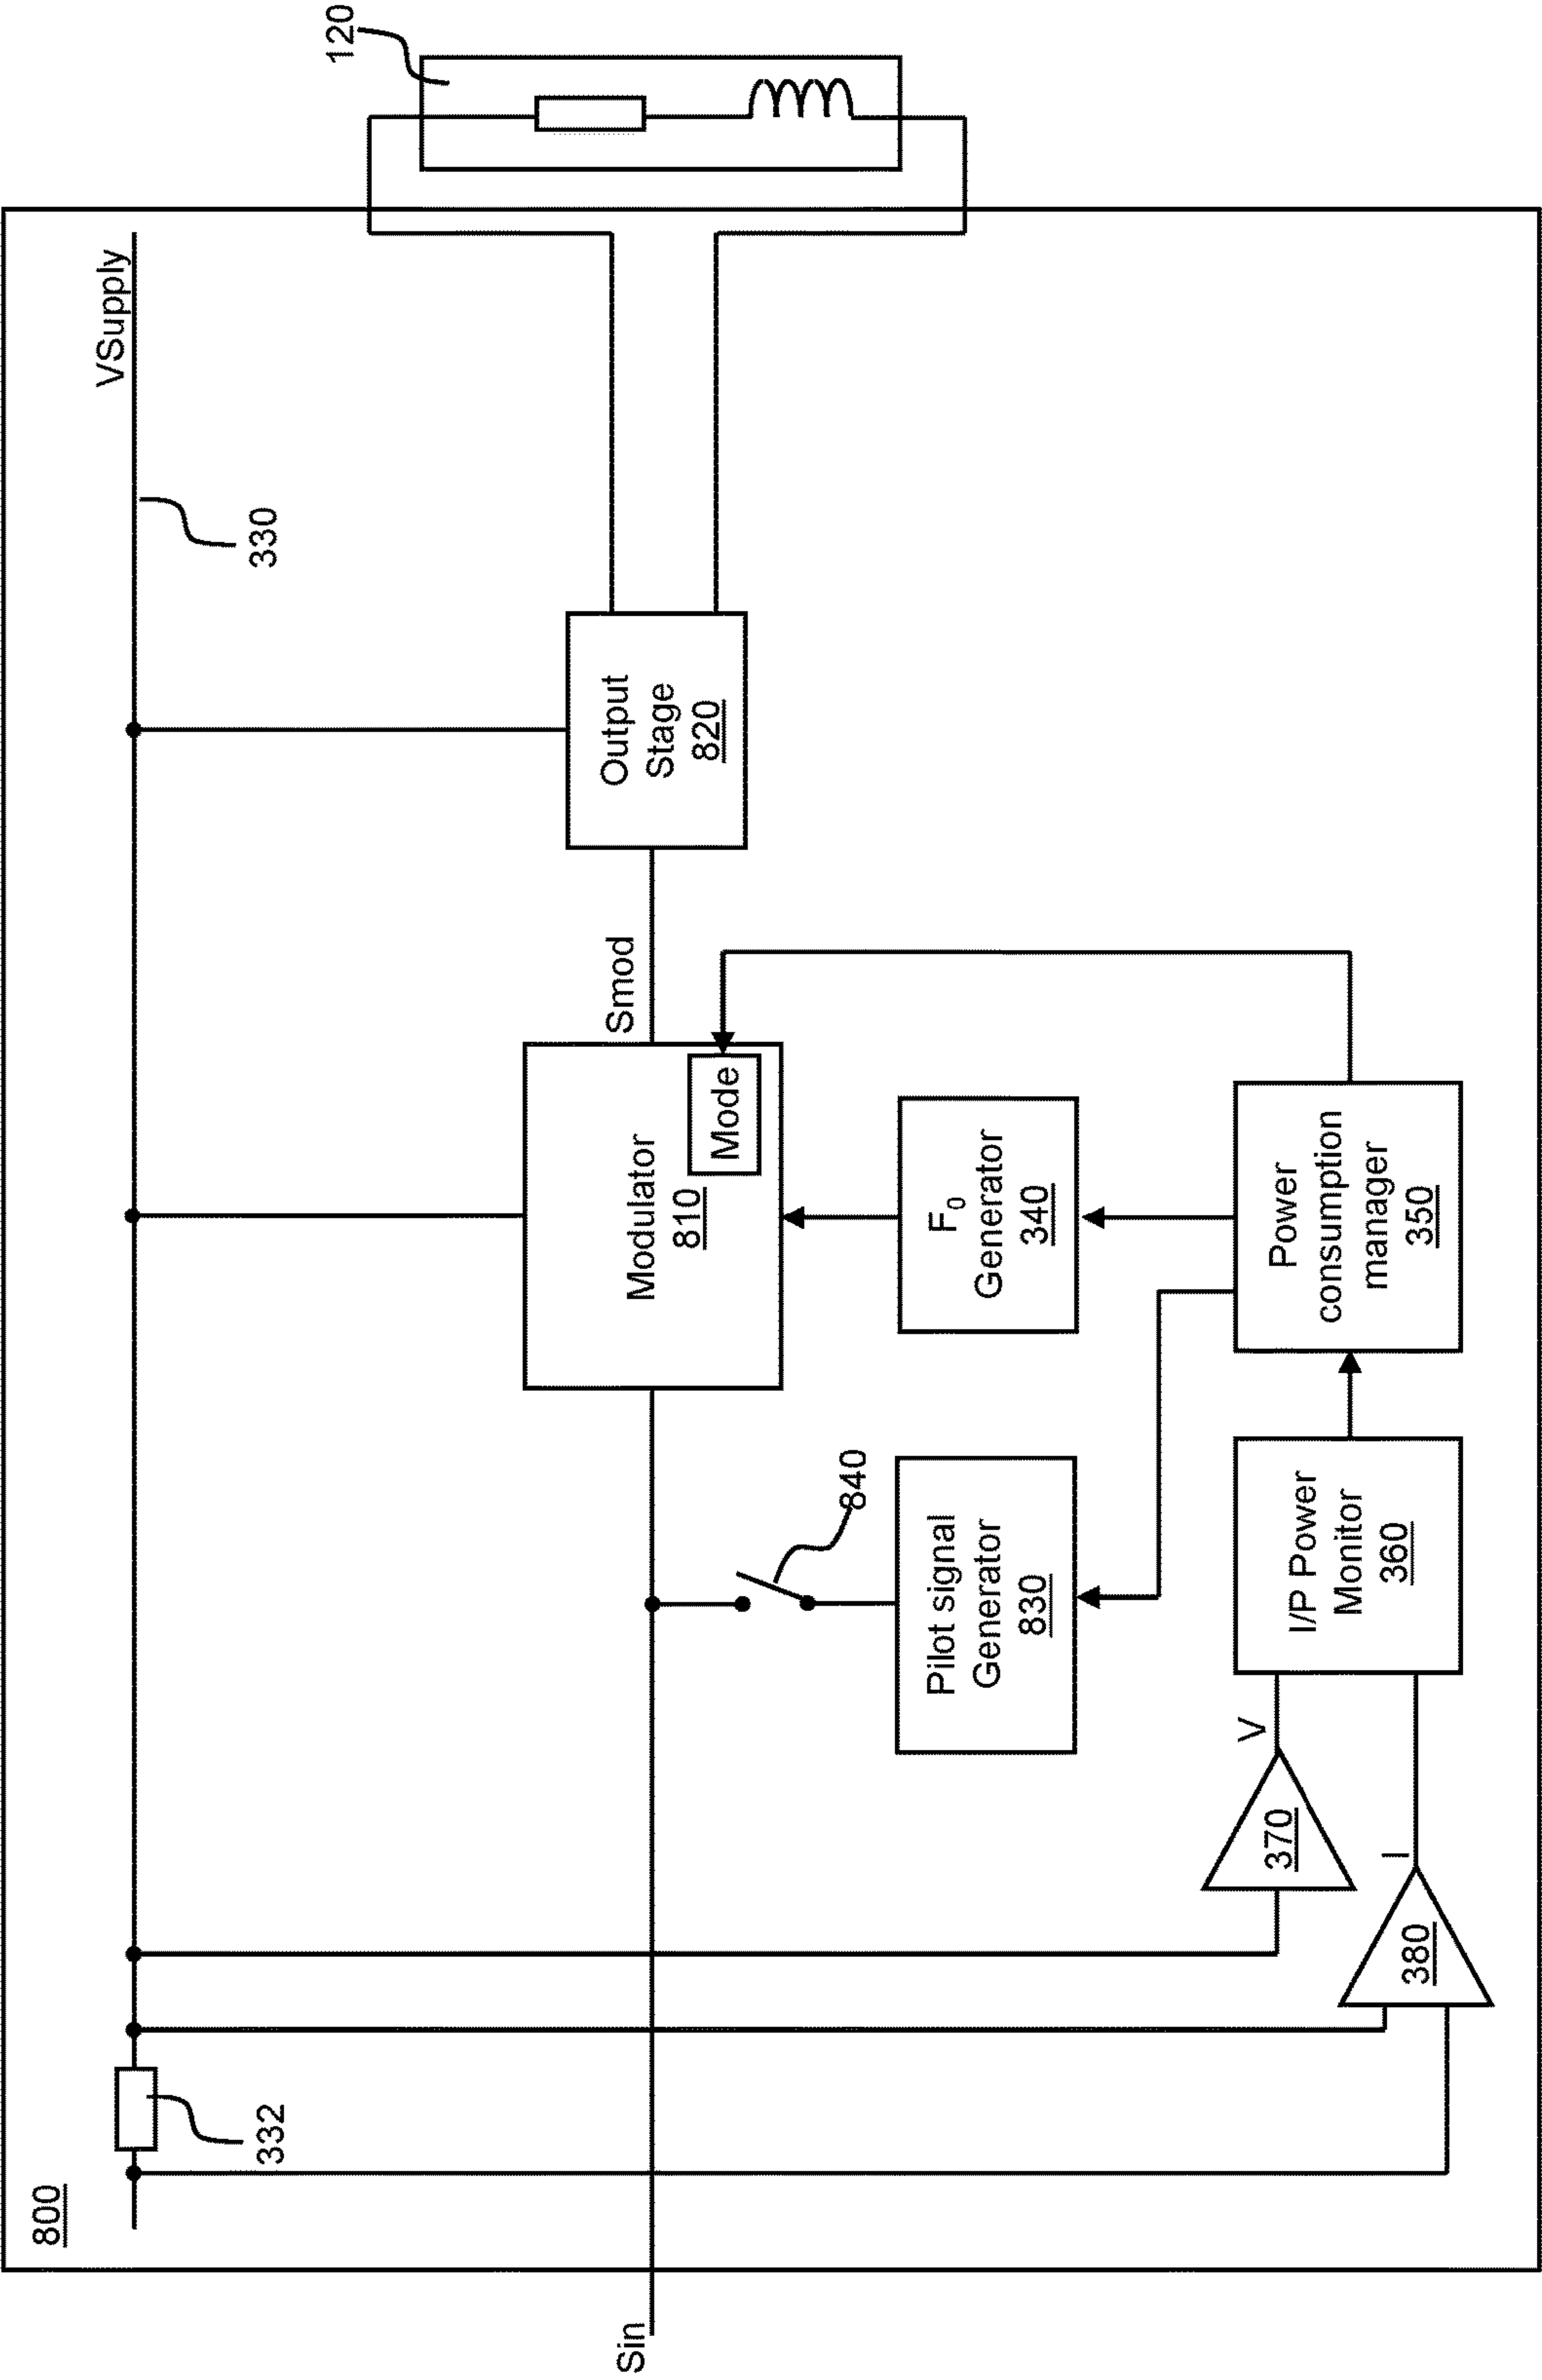 800
VSupply
332
330
120
Sin
Modulator
810
Mode
Smod
Output
Stage
820
840
Pilot signal
Generator
830
F0
Generator
340
V
370
I
380
I/P Power
Monitor
360
Power
consumption
manager
350